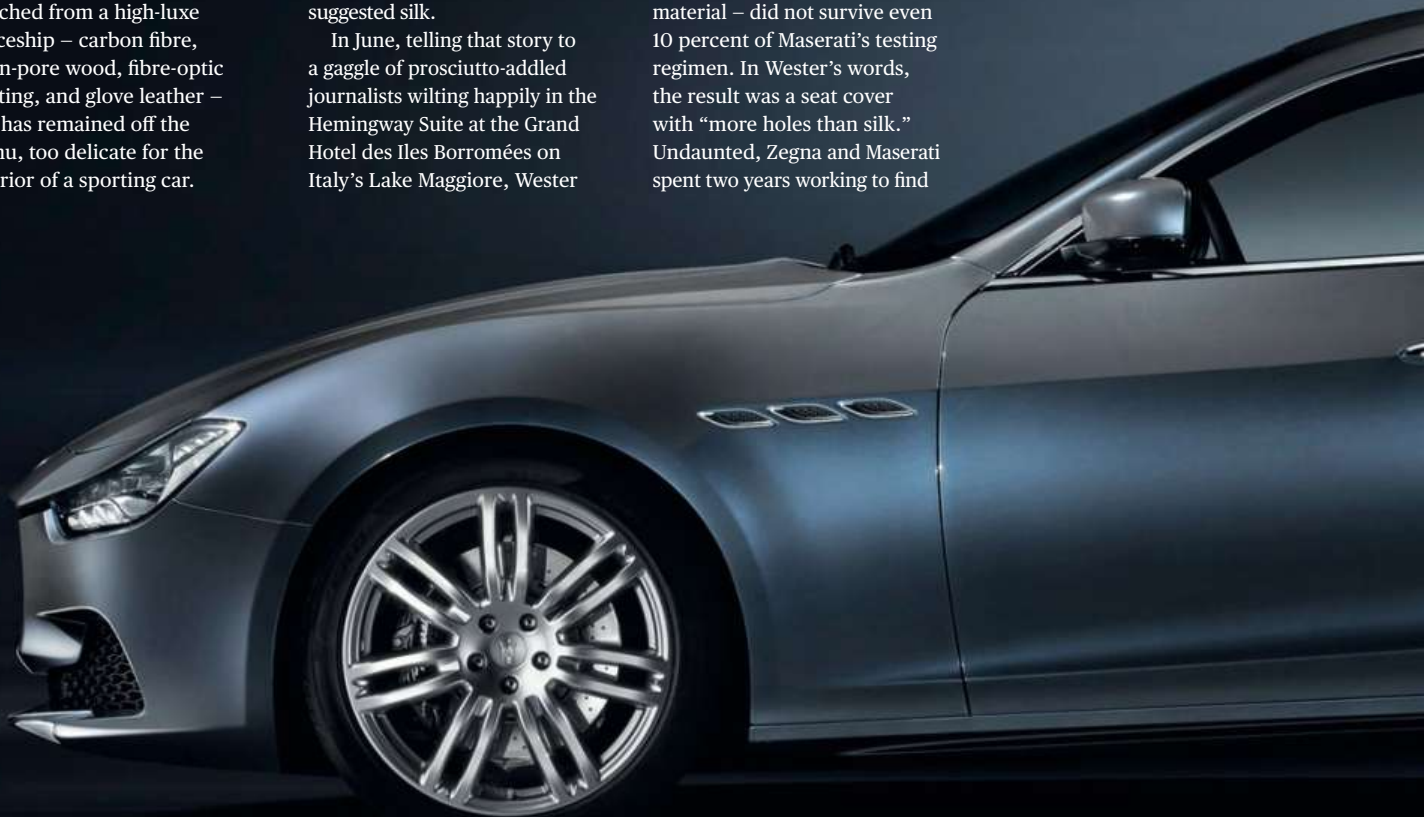 ched from a high-luxe
ceship – carbon fibre,
n-pore wood, fibre-optic
ting, and glove leather –
has remained off the
nu, too delicate for the
rior of a sporting car.
suggested silk.
In June, telling that story to
a gaggle of prosciutto-addled
journalists wilting happily in the
Hemingway Suite at the Grand
Hotel des Iles Borromées on
Italy’s Lake Maggiore, Wester
material – did not survive even
10 percent of Maserati’s testing
regimen. In Wester’s words,
the result was a seat cover
with “more holes than silk.”
Undaunted, Zegna and Maserati
spent two years working to find